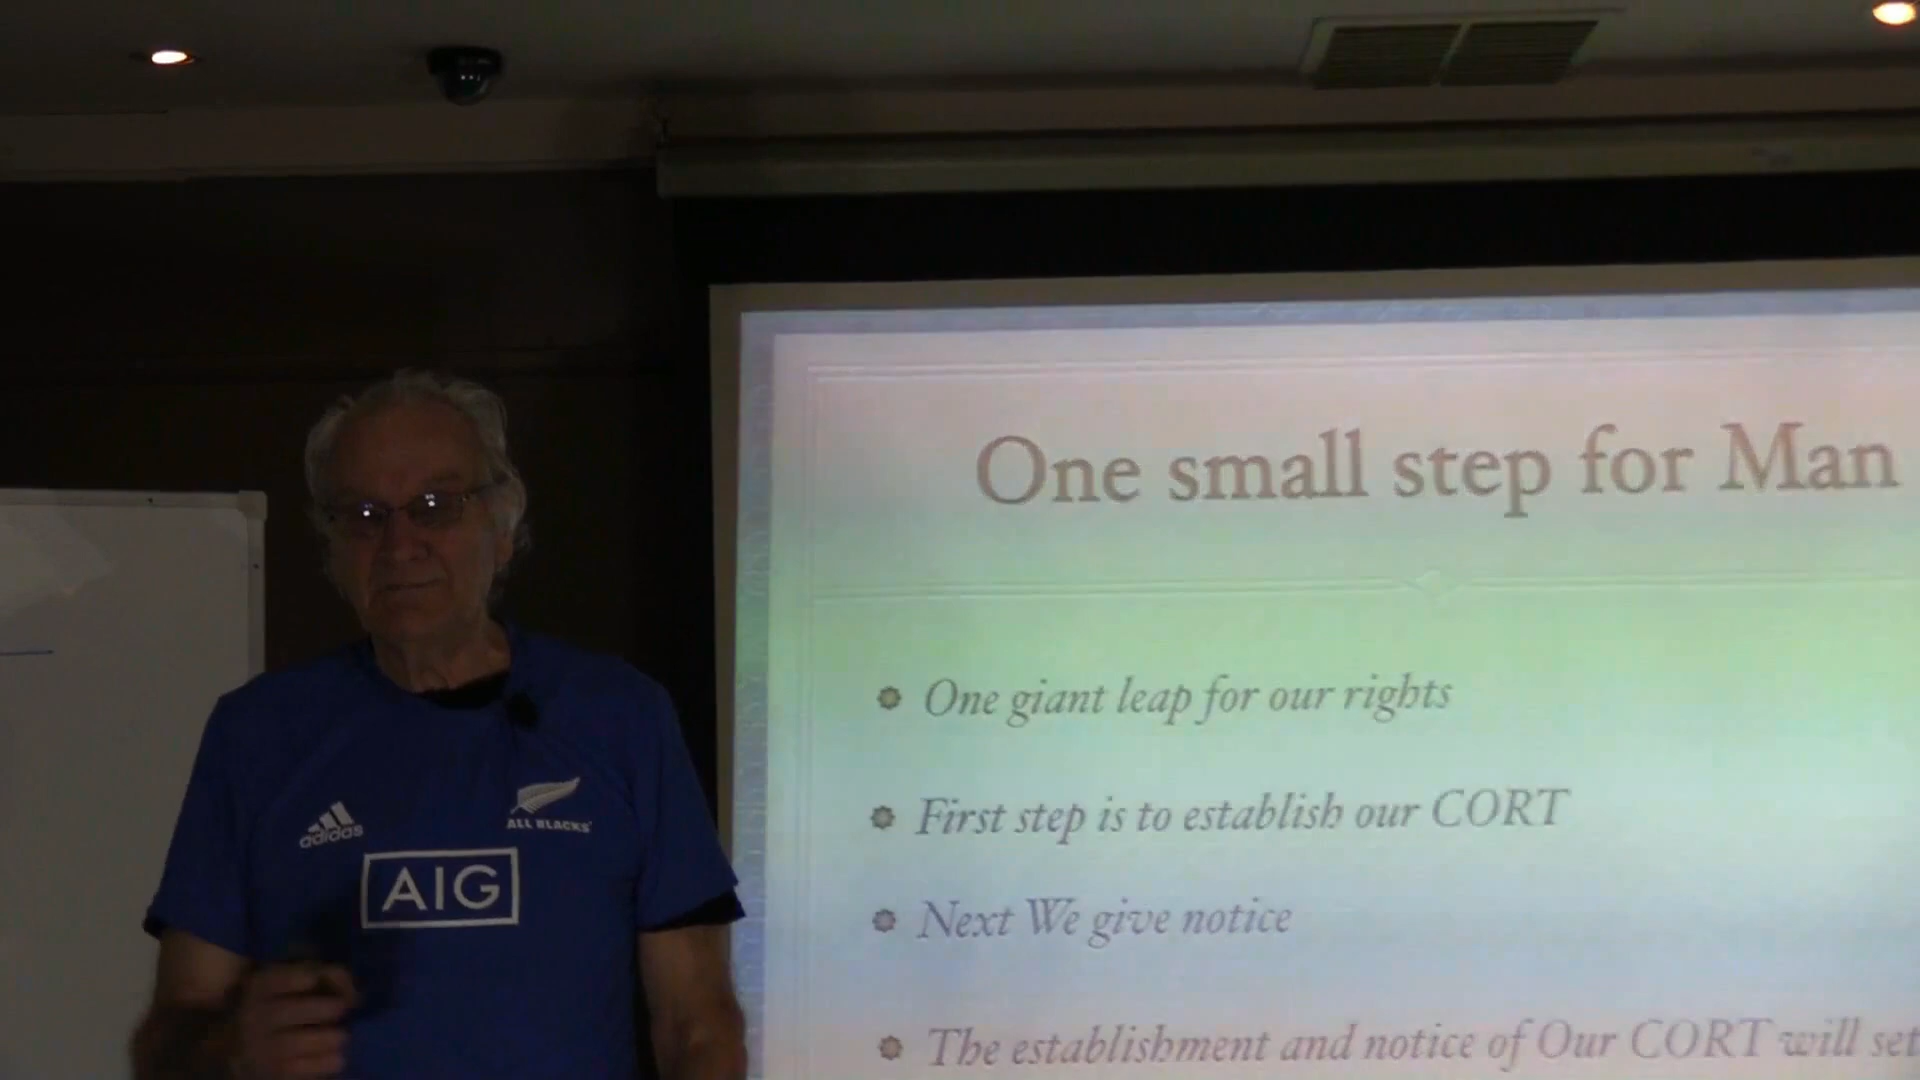 One small step for Man
One giant leap for our rights
First step is to establish our CORT
Next We give notice
The establishment and notice of Our CORT will set
adidas
ALL BLACKS
AIG